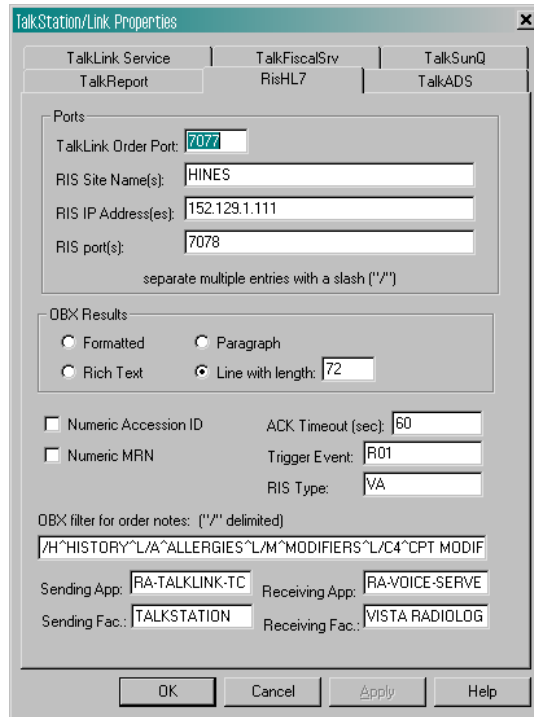 TalkStation/Link Properties
TalkLink Service TalkFiscalSrv TalkSunQ
TalkReport RisHL7 TalkADS
Ports
TalkLink Order Port: 7077
RIS Site Name(s): HINES
RIS IP Address(es): 152.129.1.111
RIS port(s): 7078
separate multiple entries with a slash ("/")
OBX Results
Formatted Paragraph
Rich Text Line with length: 72
Numeric Accession ID ACK Timeout (sec): 60
Numeric MRN Trigger Event: R01
RIS Type: VA
OBX filter for order notes: ("/" delimited)
/H^HISTORY^L/A^ALLERGIES^L/M^MODIFIERS^L/C4^CPT MODIF
Sending App: RA-TALKLINK-TC Receiving App: RA-VOICE-SERVE
Sending Fac.: TALKSTATION Receiving Fac.: VISTA RADIOLOG
OK Cancel Apply Help